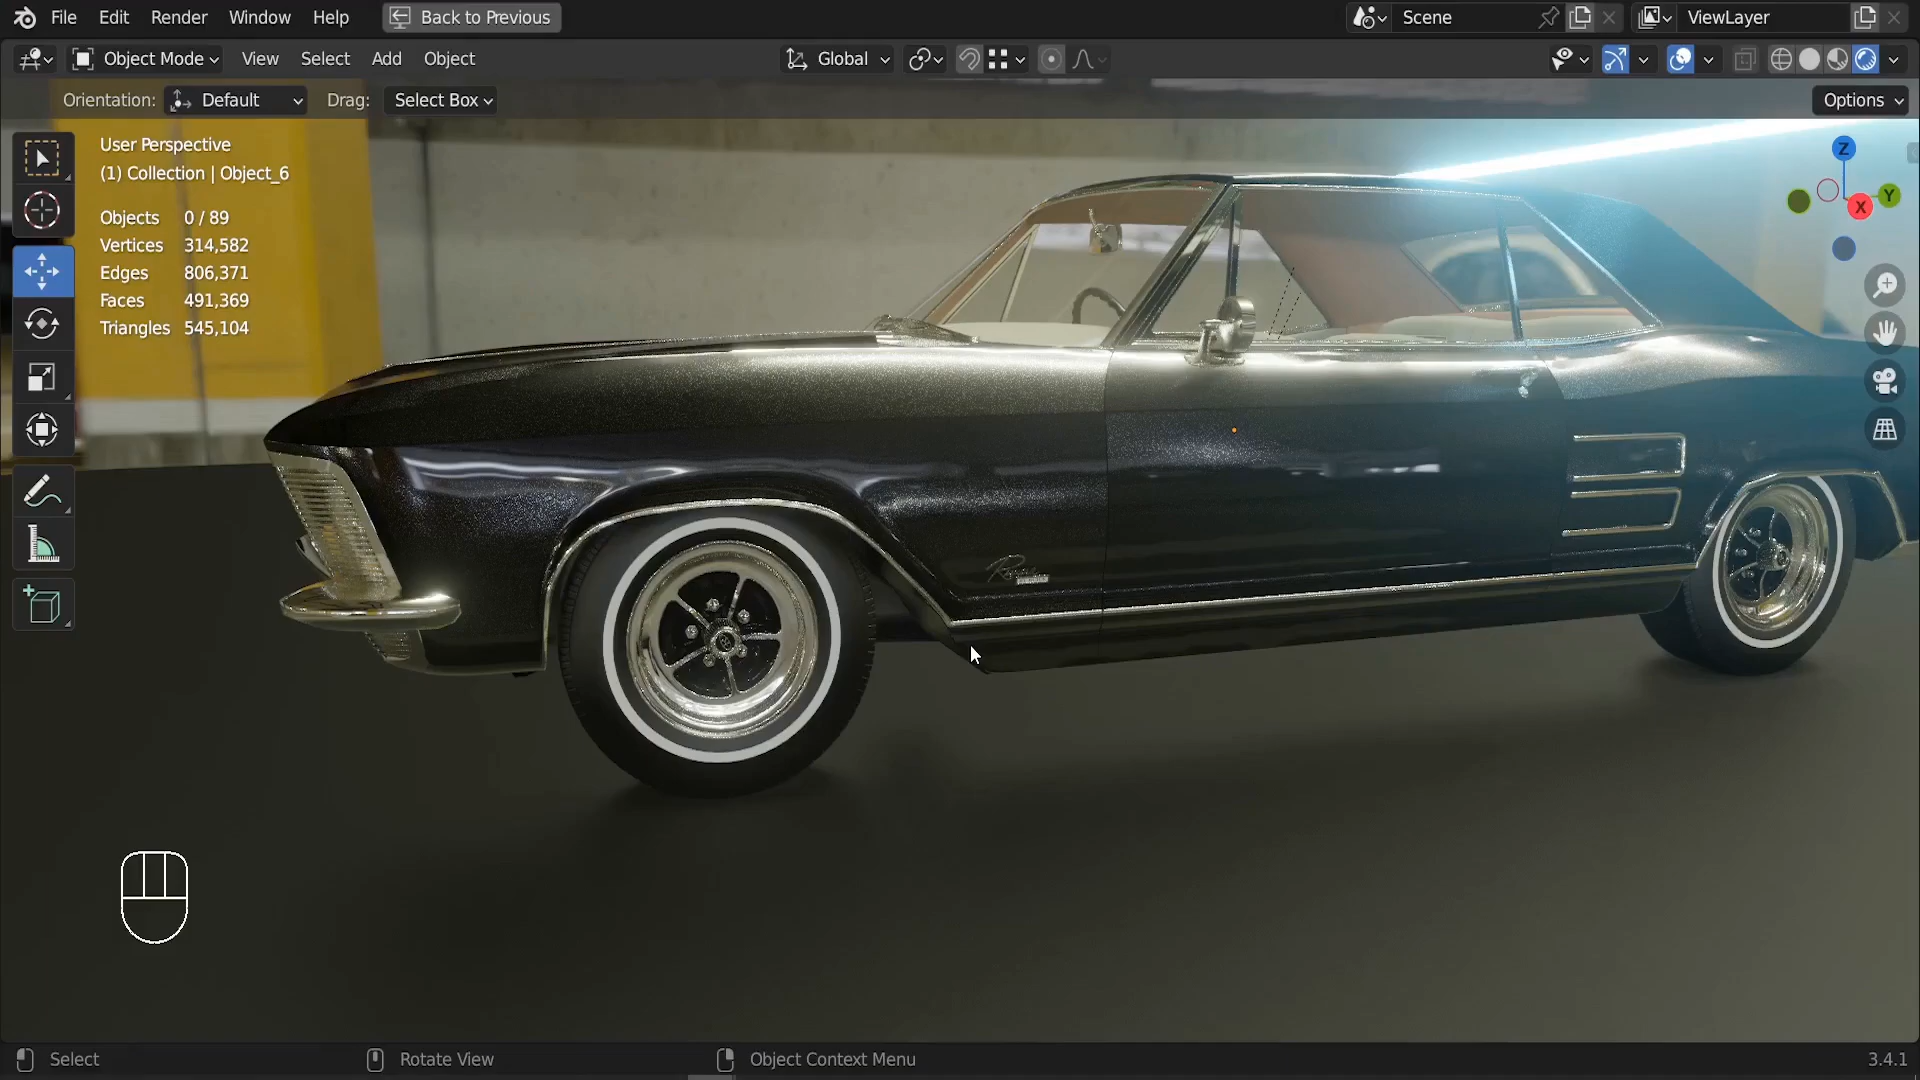 File Edit Render Window Help Back to Previous Scene ViewLayer
Object Mode View Select Add Object Global
Orientation: Default Drag: Select Box Options
User Perspective
(1) Collection | Object_6
Objects 0 / 89
Vertices 314,582
Edges 806,371
Faces 491,369
Triangles 545,104
Z
Y
X
Select Rotate View Object Context Menu 3.4.1